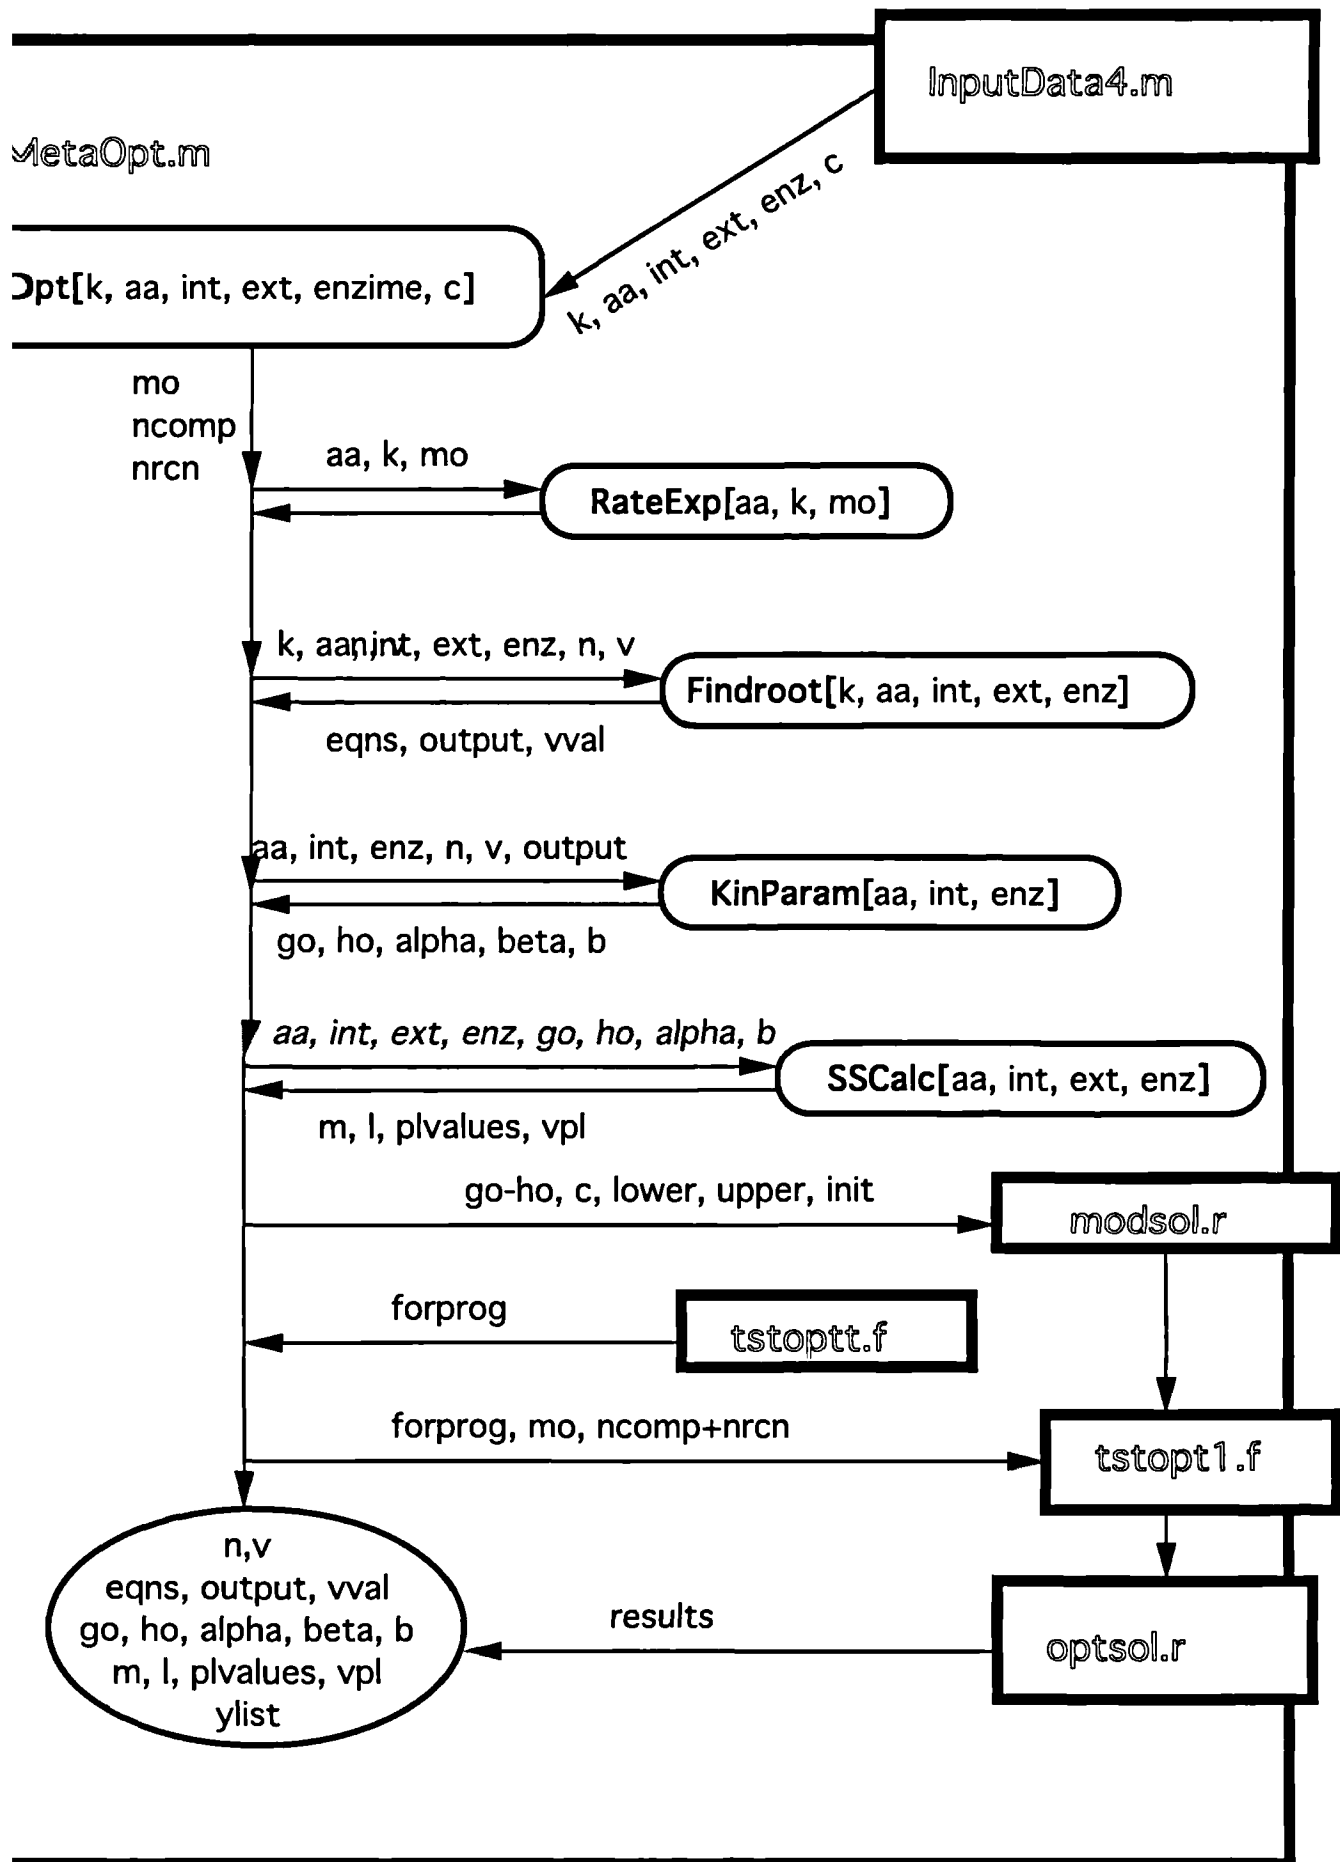 InputData4.m
MetaOpt.m
k, aa, int, ext, enz, c
Opt[k, aa, int, ext, enzime, c]
mo
ncomp
nrcn
aa, k, mo
RateExp[aa, k, mo]
ext, enz, n, v
Findroot[k, aa, int, ext, enz]
eqns, output, vval
aa, int, enz, n, v, output
KinParam[aa, int, enz]
go, ho, alpha, beta, b
aa, int, ext, enz, go, ho, alpha, b
SSCalc[aa, int, ext, enz]
m, l, plvalues, vpl
go-ho, c, lower, upper, init
modsol.r
forprog
tstoptt.f
forprog, mo, ncomp+nrcn
tstopt1.f
n,v
eqns, output, vval
go, ho, alpha, beta, b
m, l, plvalues, vpl
ylist
results
optsol.r